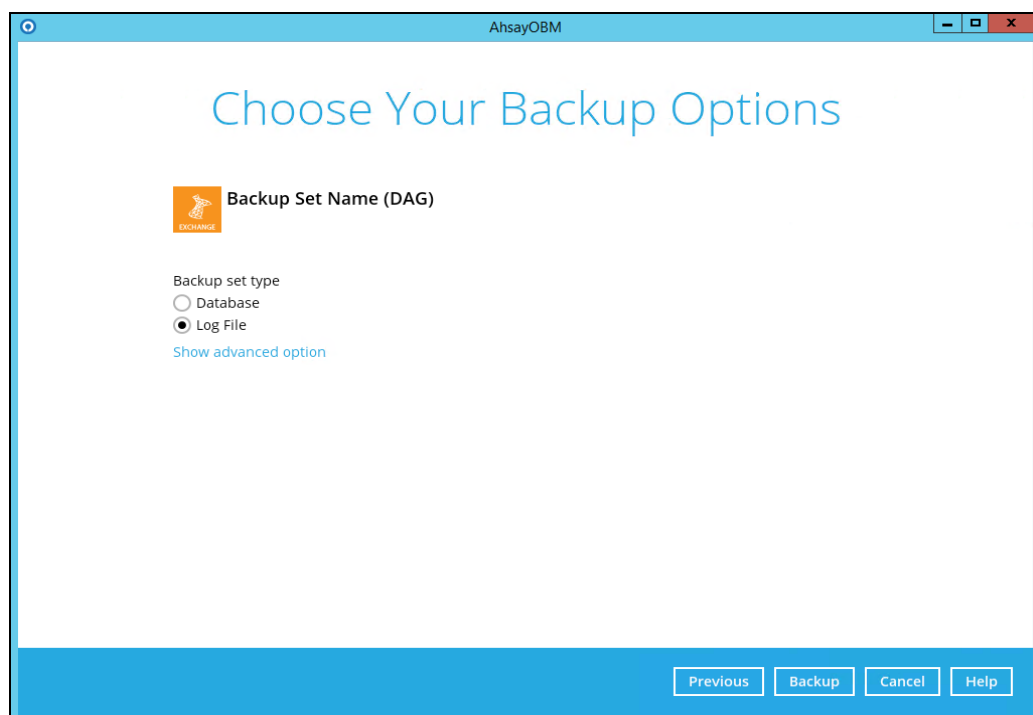 AhsayOBM
Choose Your Backup Options
EXCHANGE
Backup Set Name (DAG)
Backup set type
Database
Log File
Show advanced option
Previous Backup Cancel Help